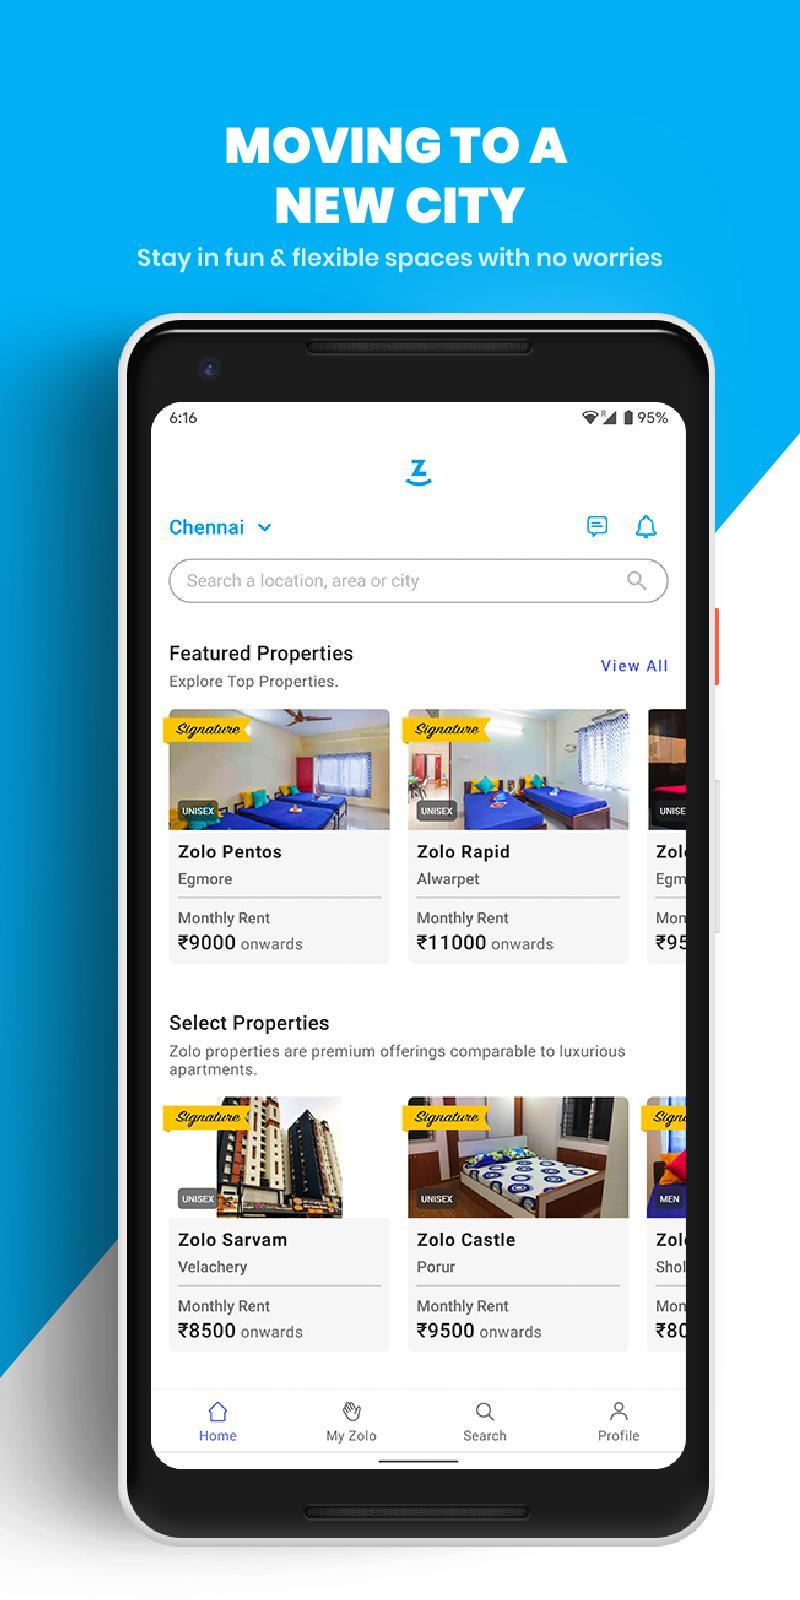 MOVING TO A
NEW CITY
Stay in fun & flexible spaces with no worries
6:16
R
95%
Z
Chennai
Search a location, area or city
Featured Properties
View All
Explore Top Properties.
Signature
Signature
UNISEX
UNISEX
UNISE
Zolo Pentos
Zolo Rapid
Zol
Egmore
Alwarpet
Egm
Monthly Rent
Monthly Rent
Mon
₹9000 onwards
₹11000 onwards
₹95
Select Properties
Zolo properties are premium offerings comparable to luxurious
apartments.
Signature
Signature
Signa
UNISEX
UNISEX
MEN
Zolo Sarvam
Zolo Castle
Zol
Velachery
Porur
Shol
Monthly Rent
Monthly Rent
Mon
₹8500 onwards
₹9500 onwards
₹80
Home
My Zolo
Search
Profile